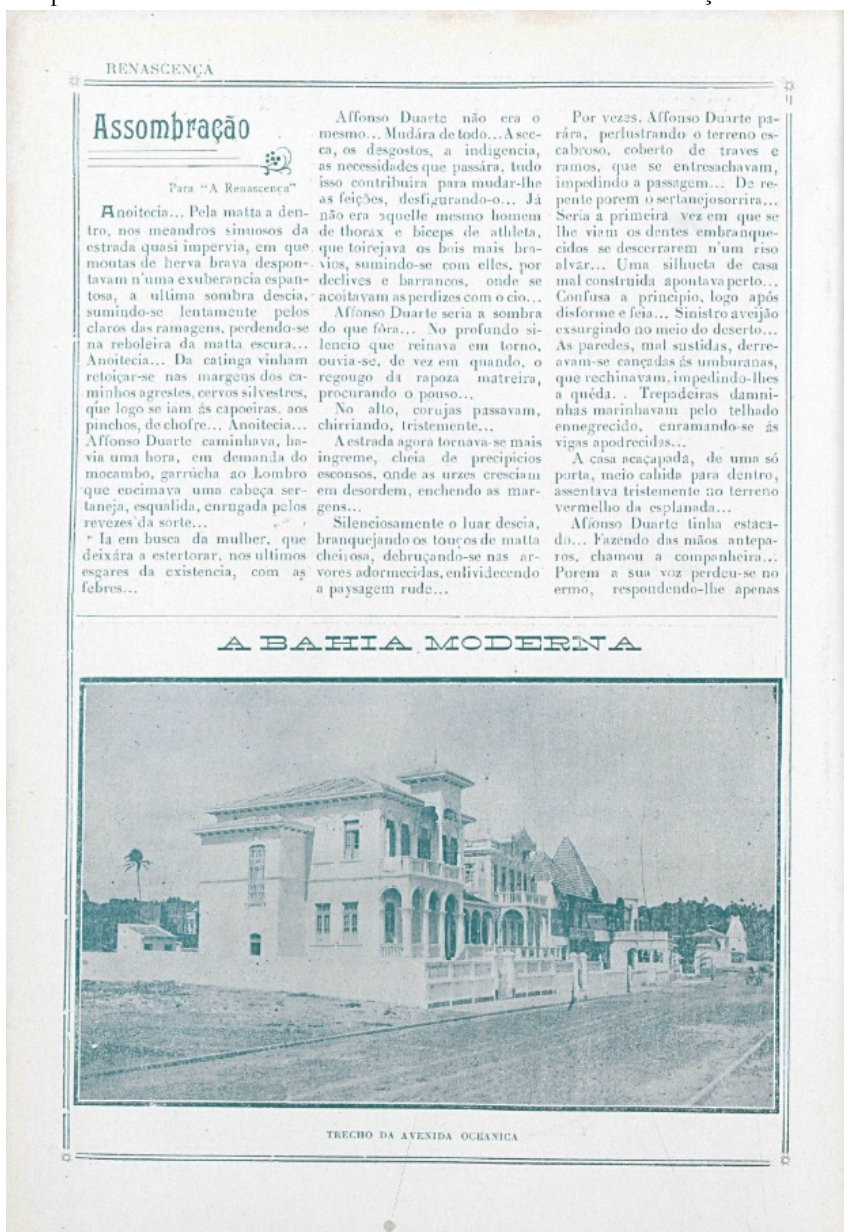 RENASCENÇA
Assombração
Para "A Renascença"
Anoitecia... Pela matta a den-
tro, nos meandros sinuosos da
estrada quasi impervia, em que
moutas de herva brava despon-
tavam n'uma exuberancia espan-
tosa, a ultima sombra descia,
sumindo-se lentamente pelos
claros das ramagens, perdendo-se
na reboleira da matta escura...
Anoitecia... Da catinga vinham
retoiçar-se nas margens dos ca-
minhos agrestes, cervos silvestres,
que logo se iam ás capoeiras, aos
pinchos, de chofre... Anoitecia...
Affonso Duarte caminhava, ha-
via uma hora, em demanda do
mocambo, garrucha ao hombro
que encimava uma cabeça ser-
taneja, esqualida, enrugada pelos
revezes da sorte...
Ia em busca da mulher, que
deixára a estertorar, nos ultimos
esgares da existencia, com as
febres...
Affonso Duarte não era o
mesmo... Mudára de todo... A sec-
ca, os desgostos, a indigencia,
as necessidades que passára, tudo
isso contribuira para mudar-lhe
as feições, desfigurando-o... Já
não era aquelle mesmo homem
de thorax e biceps de athleta,
que toirejava os bois mais bra-
vios, sumindo-se com elles, por
declives e barrancos, onde se
acoitavam as perdizes com o cio...
Affonso Duarte seria a sombra
do que fôra... No profundo si-
lencio que reinava em torno,
ouvia-se, de vez em quando, o
regougo da rapoza matreira,
procurando o pouso...
No alto, corujas passavam,
chirriando, tristemente...
A estrada agora tornava-se mais
ingreme, cheia de precipicios
esconsos, onde as urzes cresciam
em desordem, enchendo as mar-
gens...
Silenciosamente o luar descia,
branquejando os touços de matta
cheirosa, debruçando-se nas ar-
vores adormecidas, enlividecendo
a paysagem rude...
Por vezes, Affonso Duarte pa-
rára, perlustrando o terreno es-
cabroso, coberto de traves e
ramos, que se entresachavam,
impedindo a passagem... De re-
pente porem o sertanejo sorrira...
Seria a primeira vez em que se
lhe viam os dentes embranque-
cidos se descerrarem n'um riso
alvar... Uma silhueta de casa
mal construida apontava perto...
Confusa a principio, logo após
disforme e feia... Sinistro aveijão
exsurgindo no meio do deserto...
As paredes, mal sustidas, derre-
avam-se cançadas ás umburanas,
que rechinavam, impedindo-lhes
a quéda. . Trepadeiras damni-
nhas marinhavam pelo telhado
ennegrecido, enramando-se ás
vigas apodrecidas...
A casa acaçapada, de uma só
porta, meio cahida para dentro,
assentava tristemente no terreno
vermelho da esplanada...
Affonso Duarte tinha estaca-
do... Fazendo das mãos antepa-
ros, chamou a companheira...
Porem a sua voz perdeu-se no
ermo, respondendo-lhe apenas
A BAHIA MODERNA
TRECHO DA AVENIDA OCEANICA